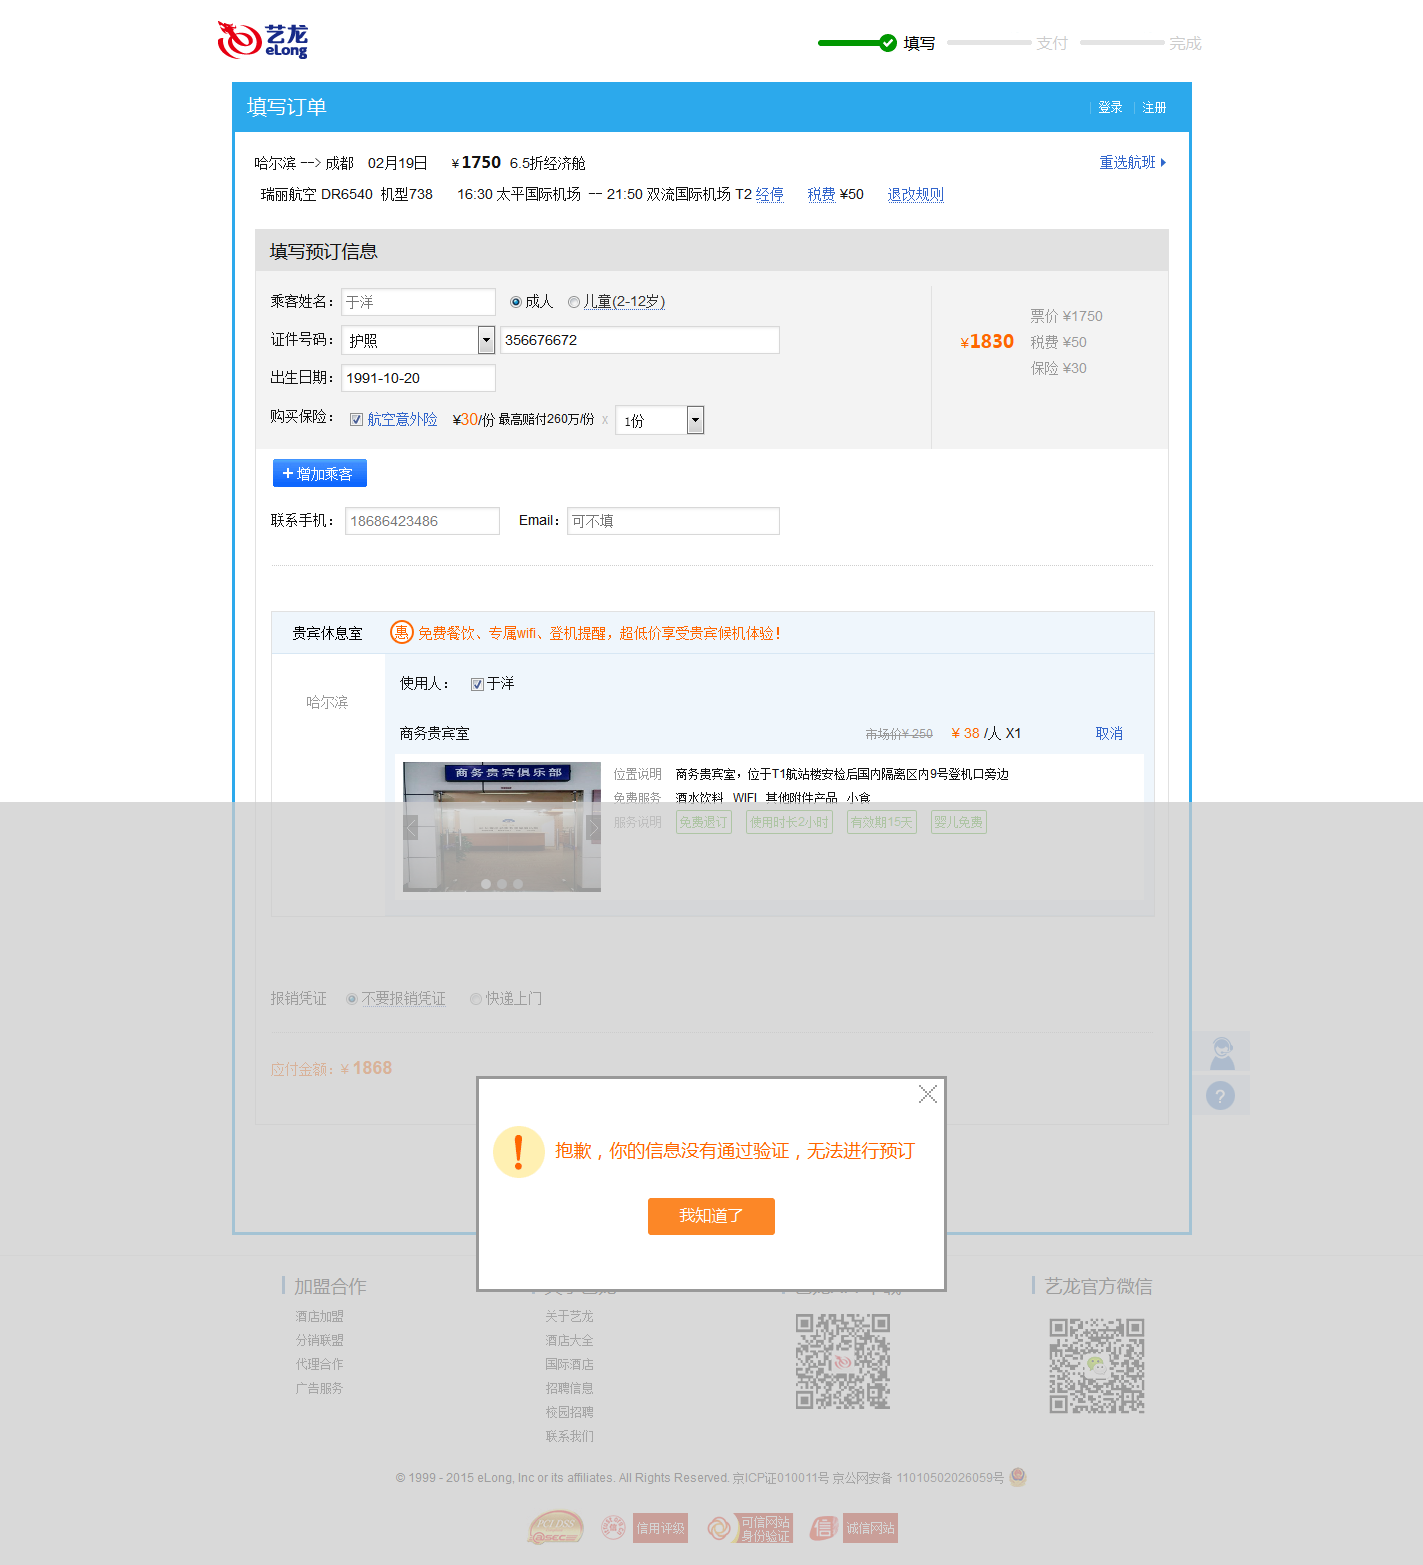 艺龙
eLong
填写 支付 完成
填写订单 登录 注册
哈尔滨 --> 成都 02月19日 ¥1750 6.5折经济舱 重选航班
瑞丽航空 DR6540 机型738 16:30 太平国际机场 -- 21:50 双流国际机场 T2 经停 税费 ¥50 退改规则
填写预订信息
乘客姓名： 于洋 成人 儿童(2-12岁)
证件号码： 护照 356676672
出生日期： 1991-10-20
购买保险： 航空意外险 ¥30/份 最高赔付260万/份 x 1份
¥1830
票价 ¥1750
税费 ¥50
保险 ¥30
+ 增加乘客
联系手机： 18686423486 Email： 可不填
贵宾休息室 惠 免费餐饮、专属wifi、登机提醒，超低价享受贵宾候机体验！
哈尔滨
使用人： 于洋
商务贵宾室 市场价¥ 250 ¥ 38 /人 X1 取消
商务贵宾俱乐部
位置说明 商务贵宾室，位于T1航站楼安检后国内隔离区内9号登机口旁边
免费服务 酒水饮料 WIFI 其他附件产品 小食
服务说明 免费退订 使用时长2小时 有效期15天 婴儿免费
报销凭证 不要报销凭证 快递上门
应付金额：¥ 1868
抱歉，你的信息没有通过验证，无法进行预订
我知道了
加盟合作
酒店加盟
分销联盟
代理合作
广告服务
关于艺龙
酒店大全
国际酒店
招聘信息
校园招聘
联系我们
艺龙官方微信
© 1999 - 2015 eLong, Inc or its affiliates. All Rights Reserved. 京ICP证010011号 京公网安备 11010502026059号
信用评级
可信网站
身份验证
信 诚信网站